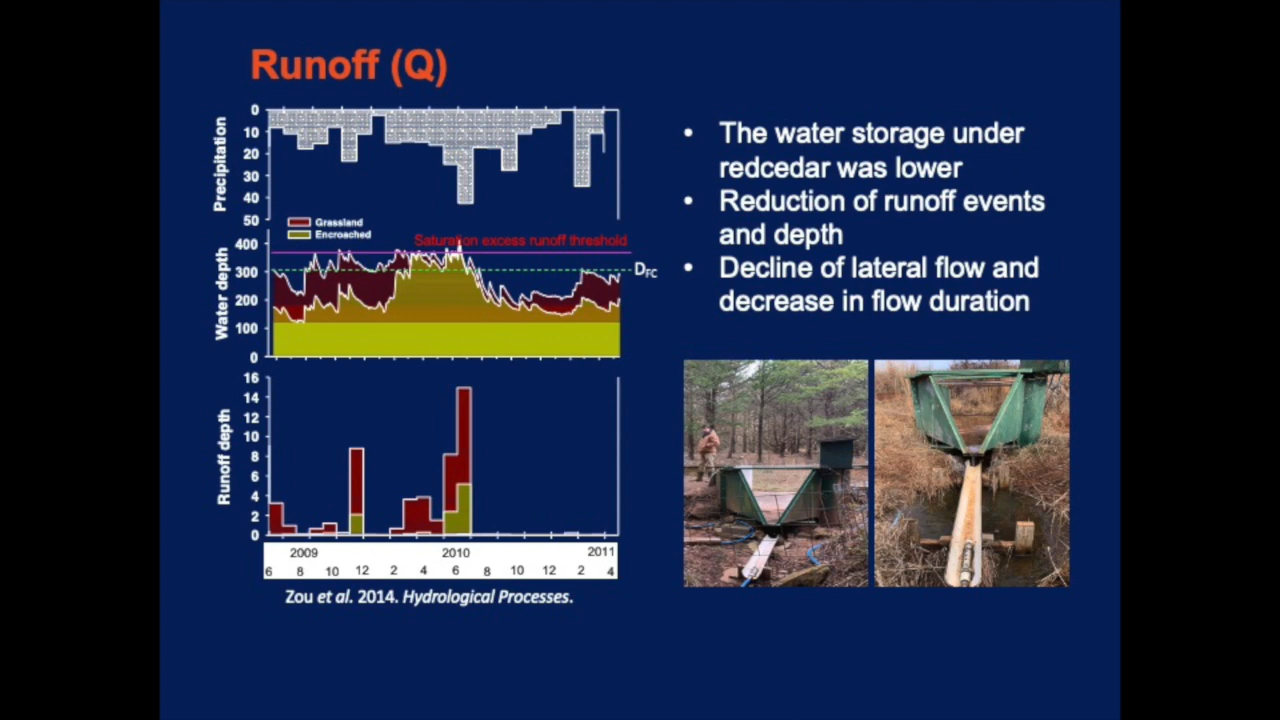 Runoff (Q)
Precipitation
0
10
20
30
40
50
Grassland
Encroached
Saturation excess runoff threshold
D_FC
Water depth
400
300
200
100
0
Runoff depth
16
14
12
10
8
6
4
2
0
2009 2010 2011
6 8 10 12 2 4 6 8 10 12 2 4
Zou et al. 2014. Hydrological Processes.
• The water storage under
redcedar was lower
• Reduction of runoff events
and depth
• Decline of lateral flow and
decrease in flow duration